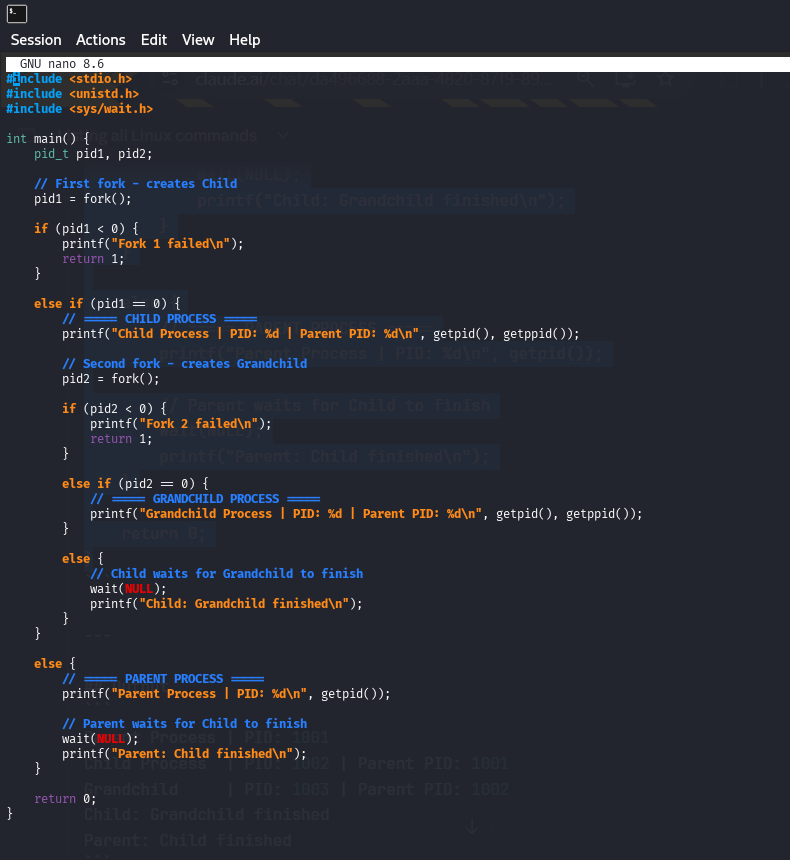 Session Actions Edit View Help
GNU nano 8.6
#include <stdio.h>
#include <unistd.h>
#include <sys/wait.h>
int main() {
pid_t pid1, pid2;
// First fork - creates Child
pid1 = fork();
if (pid1 < 0) {
printf("Fork 1 failed\n");
return 1;
}
else if (pid1 == 0) {
// ===== CHILD PROCESS =====
printf("Child Process | PID: %d | Parent PID: %d\n", getpid(), getppid());
// Second fork - creates Grandchild
pid2 = fork();
if (pid2 < 0) {
printf("Fork 2 failed\n");
return 1;
}
else if (pid2 == 0) {
// ===== GRANDCHILD PROCESS =====
printf("Grandchild Process | PID: %d | Parent PID: %d\n", getpid(), getppid());
}
else {
// Child waits for Grandchild to finish
wait(NULL);
printf("Child: Grandchild finished\n");
}
}
else {
// ===== PARENT PROCESS =====
printf("Parent Process | PID: %d\n", getpid());
// Parent waits for Child to finish
wait(NULL);
printf("Parent: Child finished\n");
}
return 0;
}